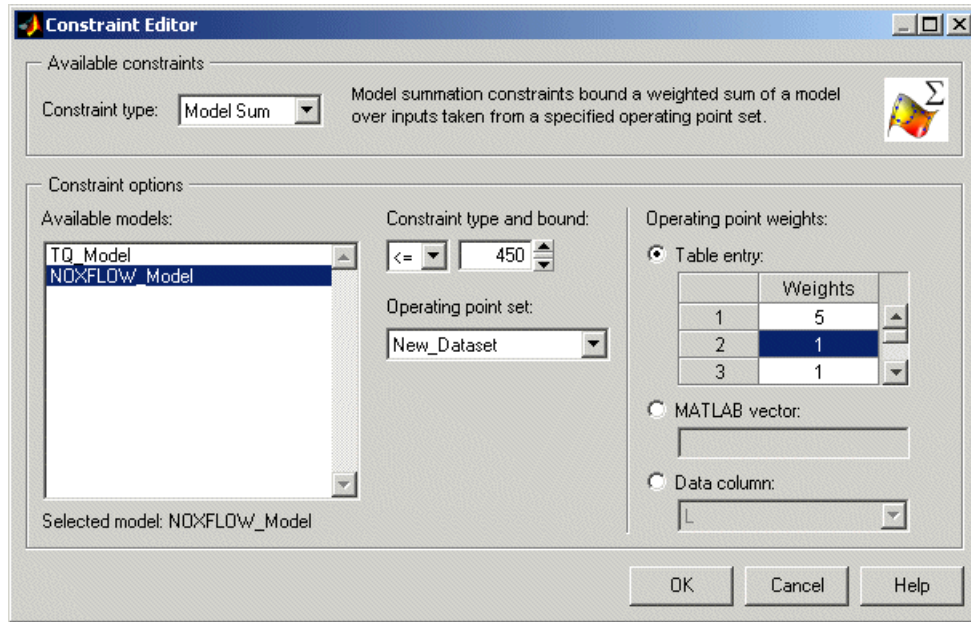 Constraint Editor
Available constraints
Constraint type: Model Sum
Model summation constraints bound a weighted sum of a model
over inputs taken from a specified operating point set.
Σ
Constraint options
Available models:
TQ_Model
NOXFLOW_Model
Selected model: NOXFLOW_Model
Constraint type and bound:
<= 450
Operating point set:
New_Dataset
Operating point weights:
Table entry:
Weights
1 5
2 1
3 1
MATLAB vector:
Data column:
L
OK Cancel Help